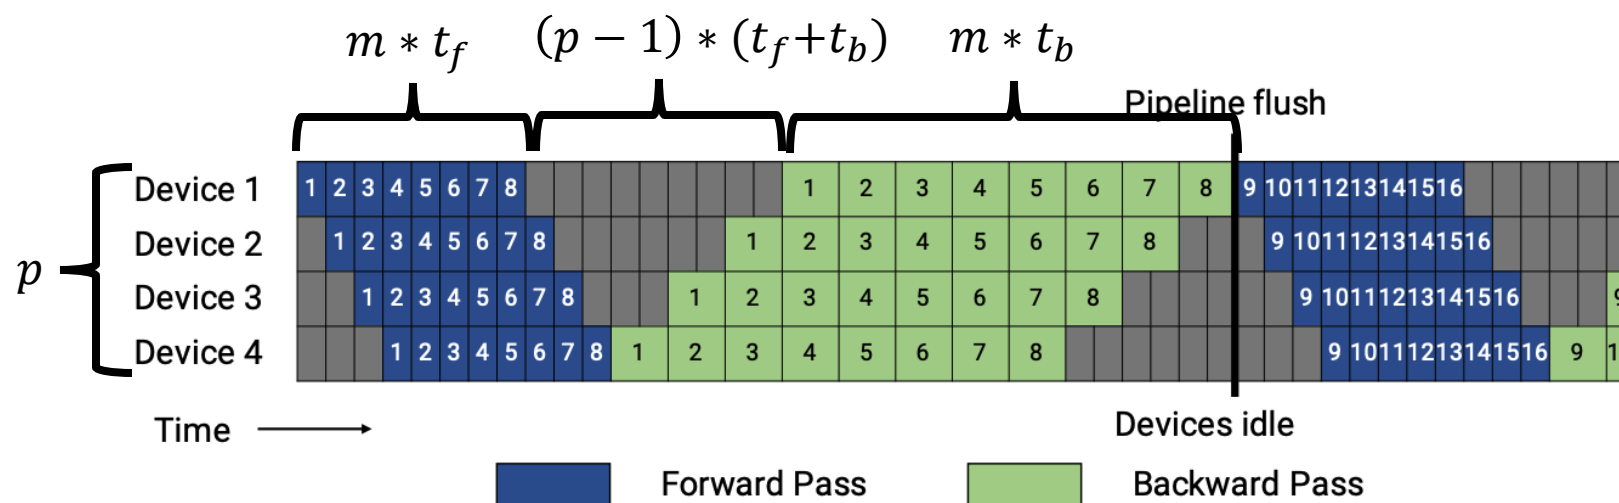 m * t_f (p − 1) * (t_f+t_b) m * t_b
Pipeline flush
Device 1 1 2 3 4 5 6 7 8 1 2 3 4 5 6 7 8 9 10 11 12 13 14 15 16
Device 2 1 2 3 4 5 6 7 8 1 2 3 4 5 6 7 8 9 10 11 12 13 14 15 16
p
Device 3 1 2 3 4 5 6 7 8 1 2 3 4 5 6 7 8 9 10 11 12 13 14 15 16 9
Device 4 1 2 3 4 5 6 7 8 1 2 3 4 5 6 7 8 9 10 11 12 13 14 15 16 9 1
Time Devices idle
Forward Pass Backward Pass